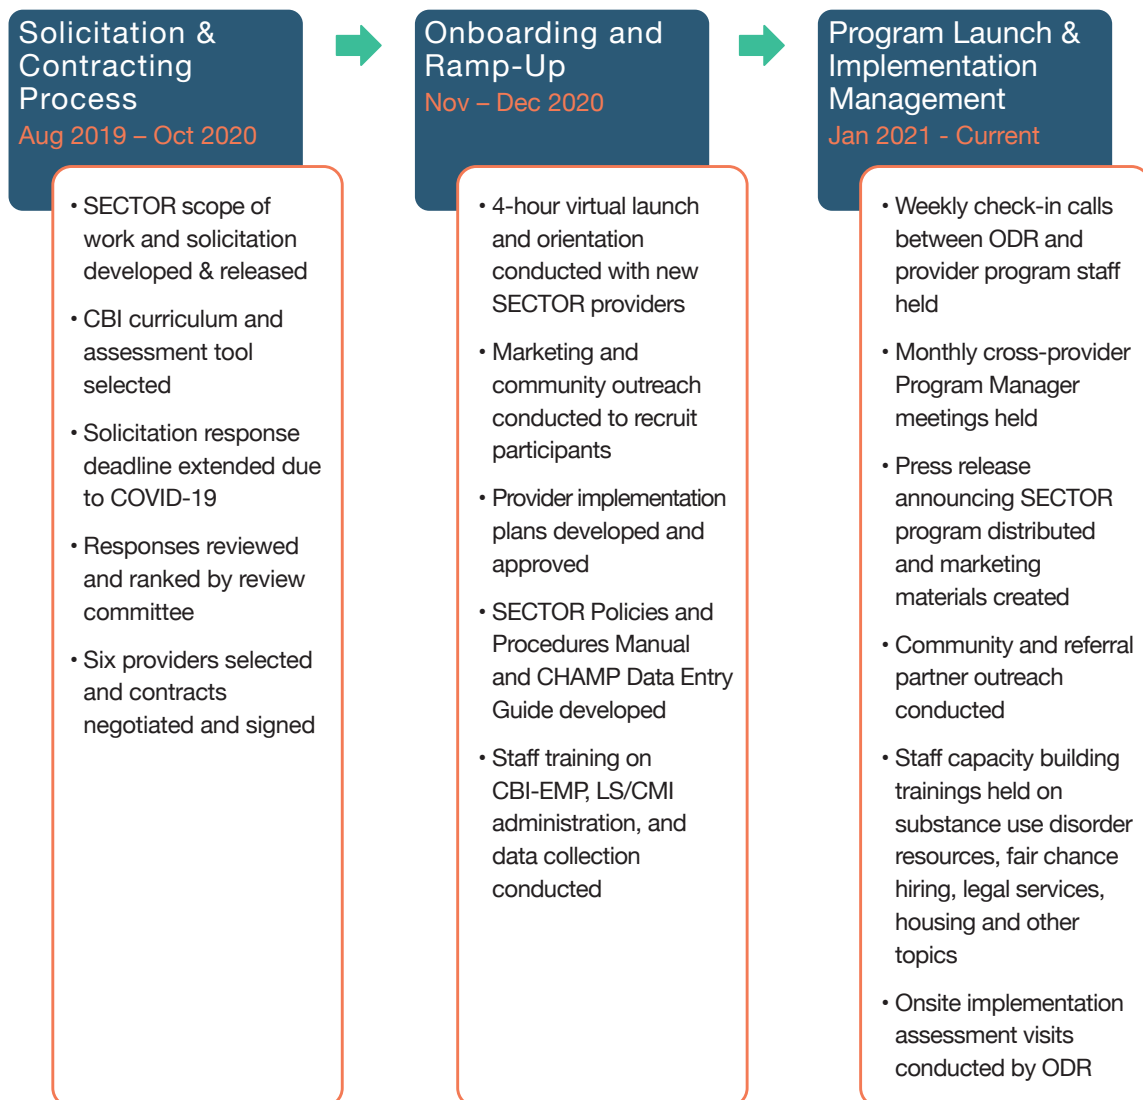 Solicitation &
Contracting
Process
Aug 2019 – Oct 2020
• SECTOR scope of
work and solicitation
developed & released
• CBI curriculum and
assessment tool
selected
• Solicitation response
deadline extended due
to COVID-19
• Responses reviewed
and ranked by review
committee
• Six providers selected
and contracts
negotiated and signed
Onboarding and
Ramp-Up
Nov – Dec 2020
• 4-hour virtual launch
and orientation
conducted with new
SECTOR providers
• Marketing and
community outreach
conducted to recruit
participants
• Provider implementation
plans developed and
approved
• SECTOR Policies and
Procedures Manual
and CHAMP Data Entry
Guide developed
• Staff training on
CBI-EMP, LS/CMI
administration, and
data collection
conducted
Program Launch &
Implementation
Management
Jan 2021 - Current
• Weekly check-in calls
between ODR and
provider program staff
held
• Monthly cross-provider
Program Manager
meetings held
• Press release
announcing SECTOR
program distributed
and marketing
materials created
• Community and referral
partner outreach
conducted
• Staff capacity building
trainings held on
substance use disorder
resources, fair chance
hiring, legal services,
housing and other
topics
• Onsite implementation
assessment visits
conducted by ODR